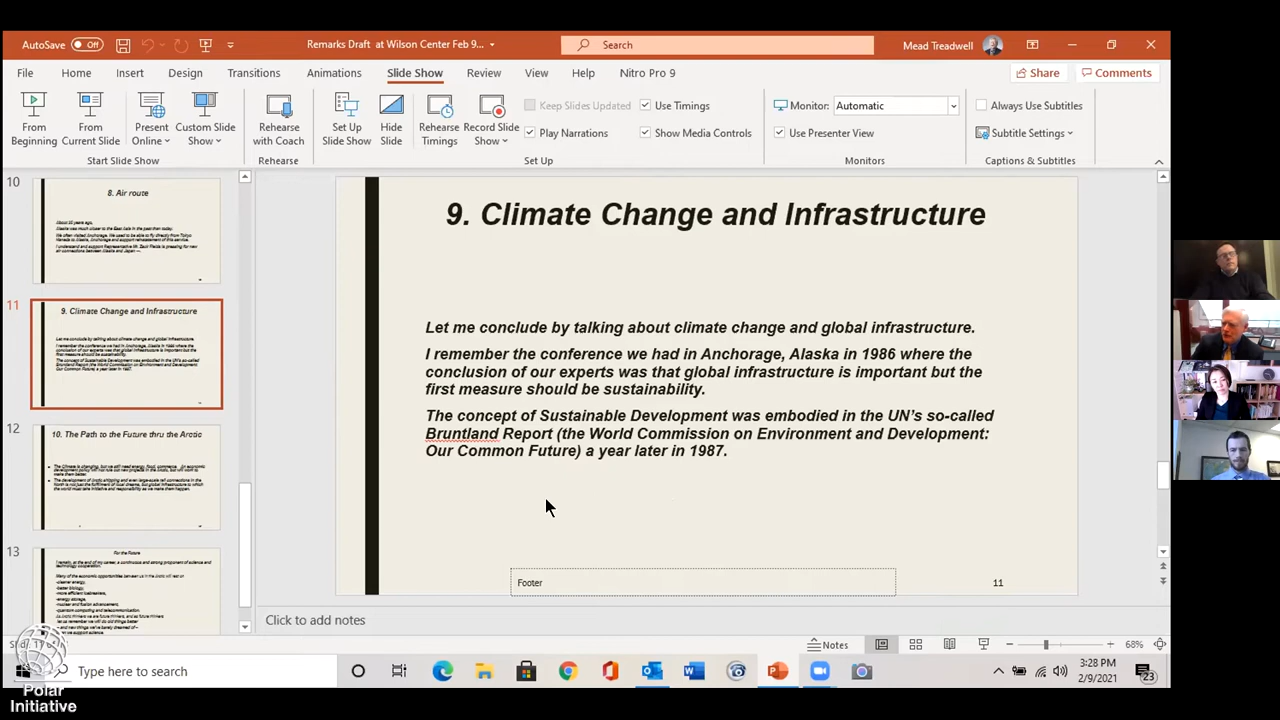 AutoSave Off Remarks Draft at Wilson Center Feb 9... Search Mead Treadwell
File Home Insert Design Transitions Animations Slide Show Review View Help Nitro Pro 9 Share Comments
From Beginning
From Current Slide
Present Online
Custom Slide Show
Start Slide Show
Rehearse with Coach
Rehearse
Set Up Slide Show
Hide Slide
Rehearse Timings
Record Slide Show
Keep Slides Updated
Use Timings
Play Narrations
Show Media Controls
Set Up
Monitor: Automatic
Use Presenter View
Monitors
Always Use Subtitles
Subtitle Settings
Captions & Subtitles
10
8. Air route
11
9. Climate Change and Infrastructure
12
10. The Path to the Future thru the Arctic
13
For the Future
9. Climate Change and Infrastructure
Let me conclude by talking about climate change and global infrastructure.
I remember the conference we had in Anchorage, Alaska in 1986 where the
conclusion of our experts was that global infrastructure is important but the
first measure should be sustainability.
The concept of Sustainable Development was embodied in the UN's so-called
Bruntland Report (the World Commission on Environment and Development:
Our Common Future) a year later in 1987.
Footer
11
Click to add notes
Notes
68%
Type here to search
3:28 PM
2/9/2021
23
Polar
Initiative